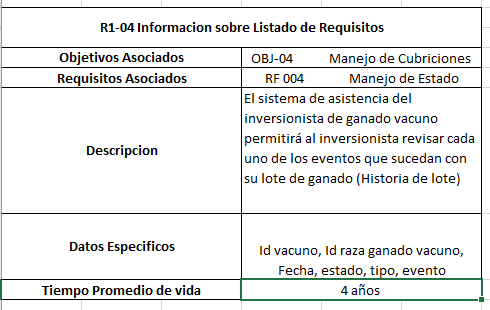 R1-04 Informacion sobre Listado de Requisitos
Objetivos Asociados OBJ-04 Manejo de Cubriciones
Requisitos Asociados RF 004 Manejo de Estado
Descripcion
El sistema de asistencia del
inversionista de ganado vacuno
permitirá al inversionista revisar cada
uno de los eventos que sucedan con
su lote de ganado (Historia de lote)
Datos Especificos
Id vacuno, Id raza ganado vacuno,
Fecha, estado, tipo, evento
Tiempo Promedio de vida 4 años